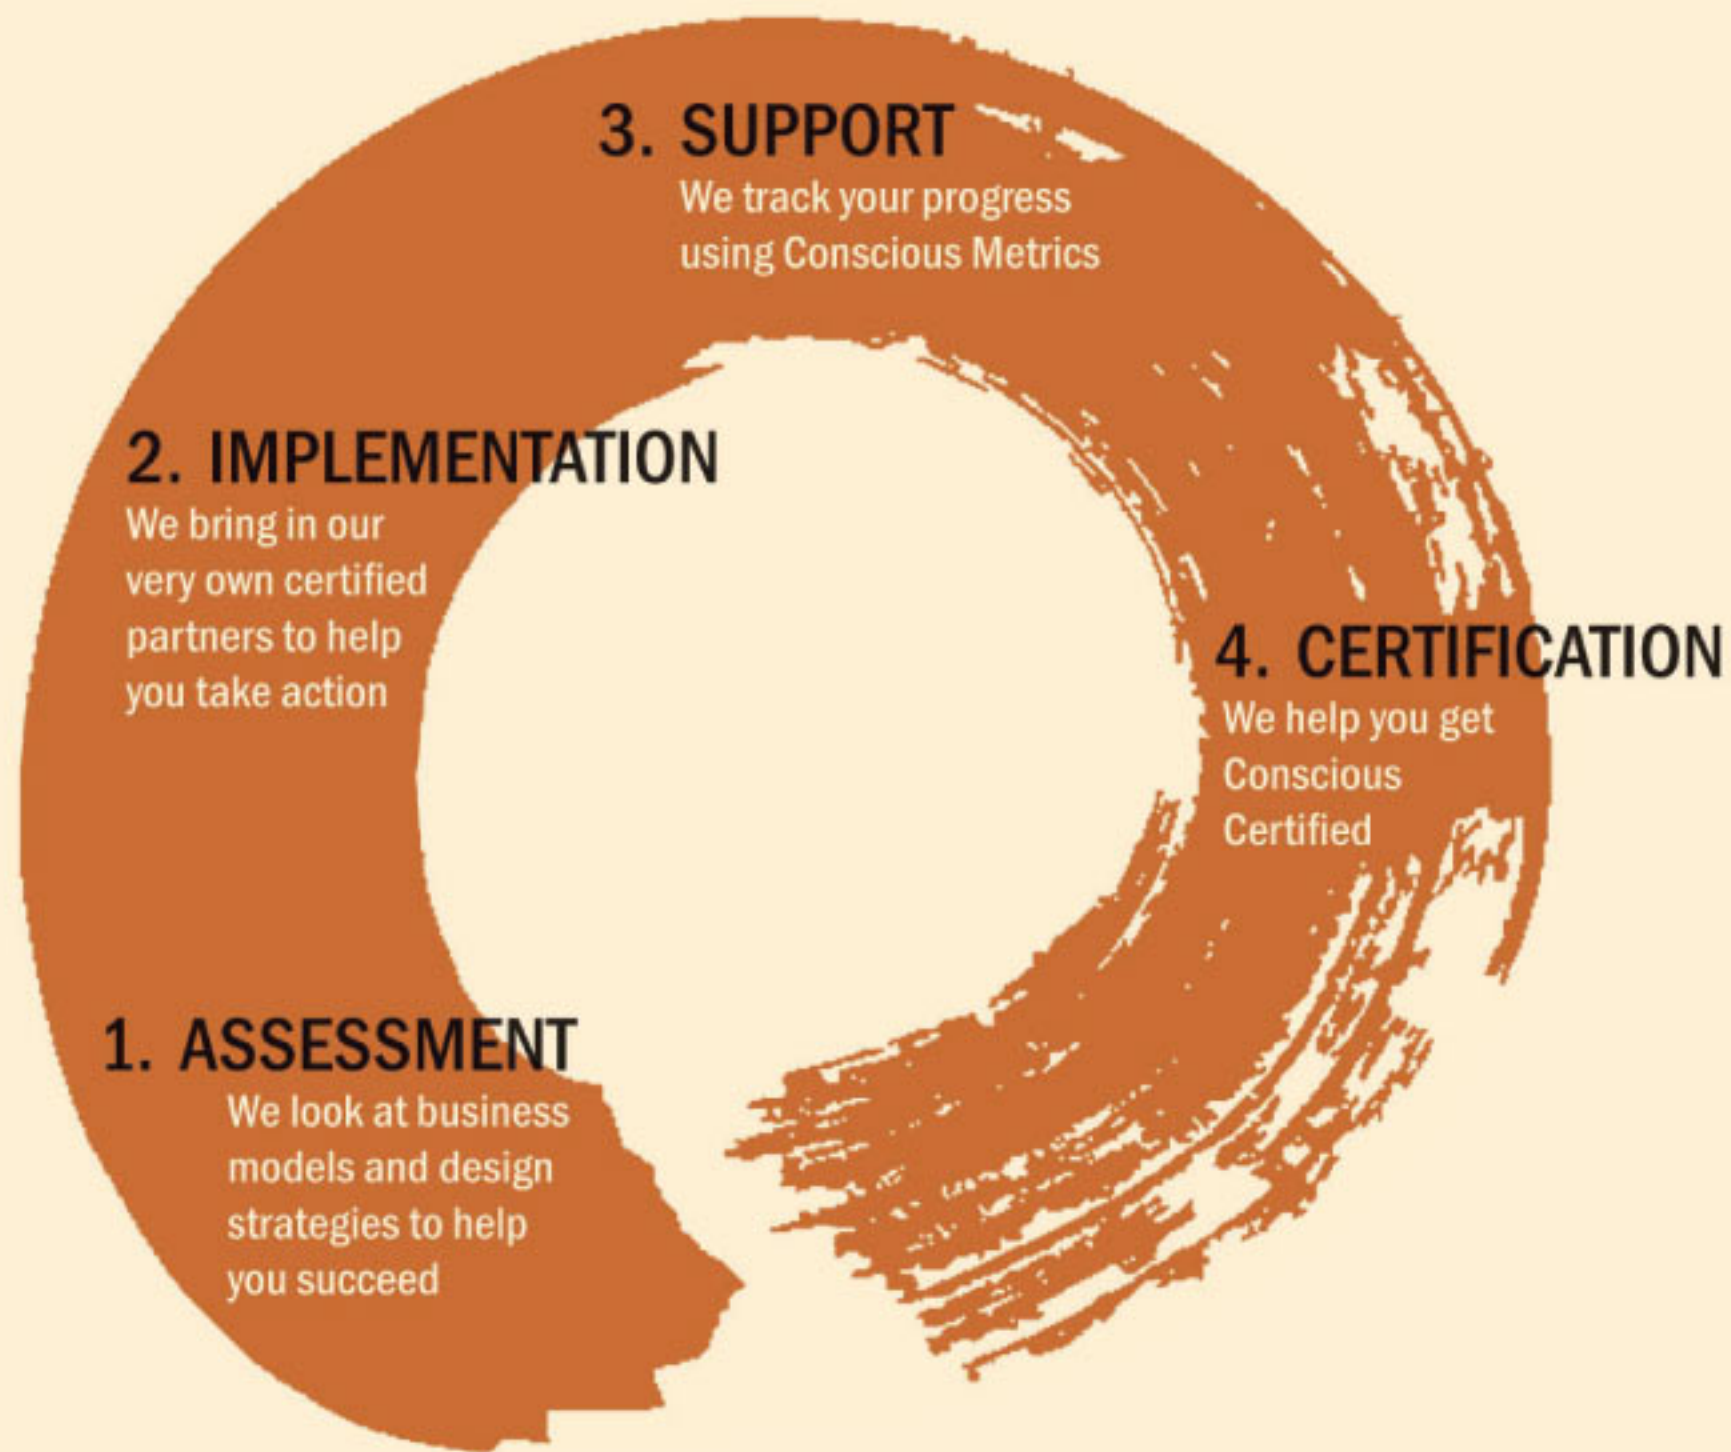 3. SUPPORT
We track your progress
using Conscious Metrics
2. IMPLEMENTATION
We bring in our
very own certified
partners to help
you take action
4. CERTIFICATION
We help you get
Conscious
Certified
1. ASSESSMENT
We look at business
models and design
strategies to help
you succeed